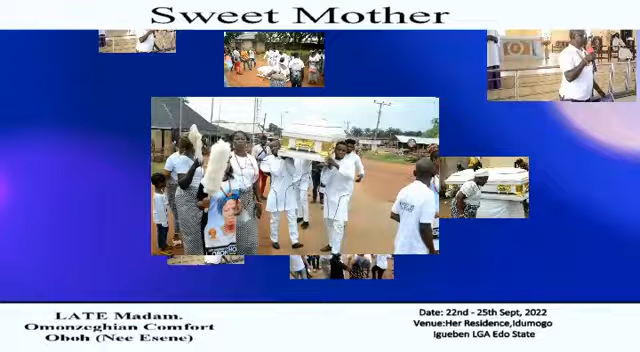 Sweet Mother
LATE Madam.
Omonzeghian Comfort
Oboh (Nee Esene)
Date: 22nd - 25th Sept, 2022
Venue:Her Residence,Idumogo
Igueben LGA Edo State